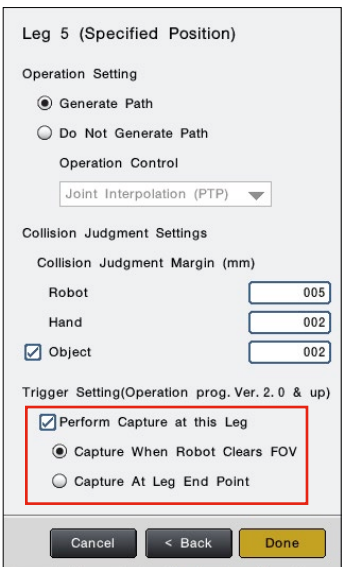 Leg 5 (Specified Position)
Operation Setting
Generate Path
Do Not Generate Path
Operation Control
Joint Interpolation (PTP)
Collision Judgment Settings
Collision Judgment Margin (mm)
Robot 005
Hand 002
Object 002
Trigger Setting(Operation prog. Ver. 2. 0 & up)
Perform Capture at this Leg
Capture When Robot Clears FOV
Capture At Leg End Point
Cancel < Back Done